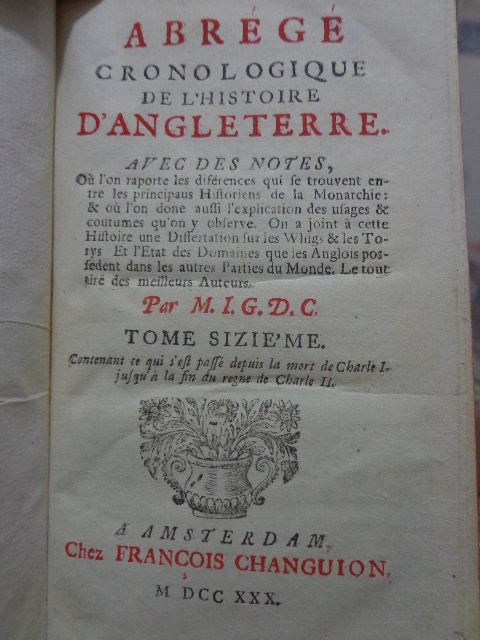 ABRÉGÉ
CRONOLOGIQUE
DE L'HISTOIRE
D'ANGLETERRE.
AVEC DES NOTES,
Où l'on raporte les diférences qui se trouvent en-
tre les principaus Historiens de la Monarchie:
& où l'on done aussi l'explication des usages &
coutumes qu'on y observe. On a joint à cette
Histoire une Dissertation sur les Whigs & les To-
rys Et l'Etat des Domaines que les Anglois pos-
sédent dans les autres Parties du Monde. Le tout
tiré des meilleurs Auteurs.
Par M. I. G. D. C.
TOME SIZIE'ME.
Contenant ce qui s'est passé depuis la mort de Charle I.
jusqu'à la fin du regne de Charle II.
A AMSTERDAM,
Chez FRANÇOIS CHANGUION,
M DCC XXX.